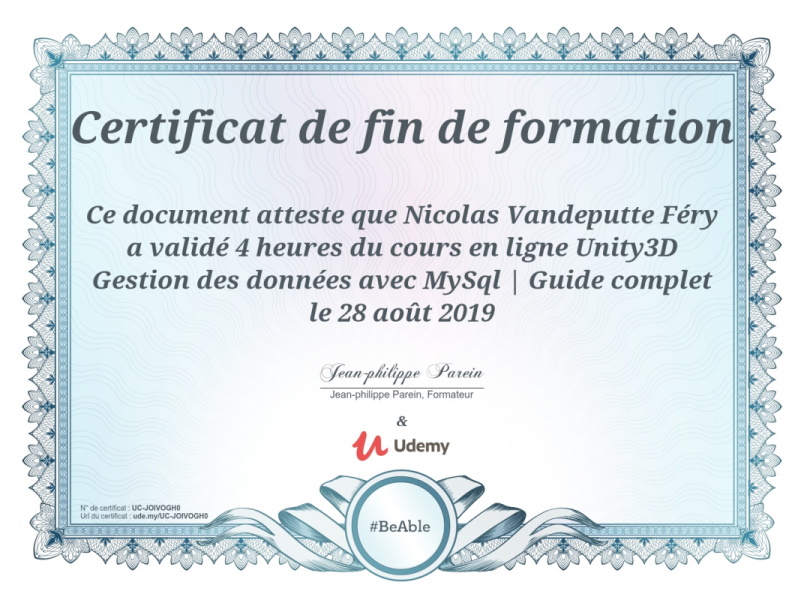 Certificat de fin de formation
Ce document atteste que Nicolas Vandeputte Féry
a validé 4 heures du cours en ligne Unity3D
Gestion des données avec MySql | Guide complet
le 28 août 2019
Jean-philippe Parein
Jean-philippe Parein, Formateur
&
Udemy
N° de certificat : UC-JOIVOGH0
Url du certificat : ude.my/UC-JOIVOGH0
#BeAble